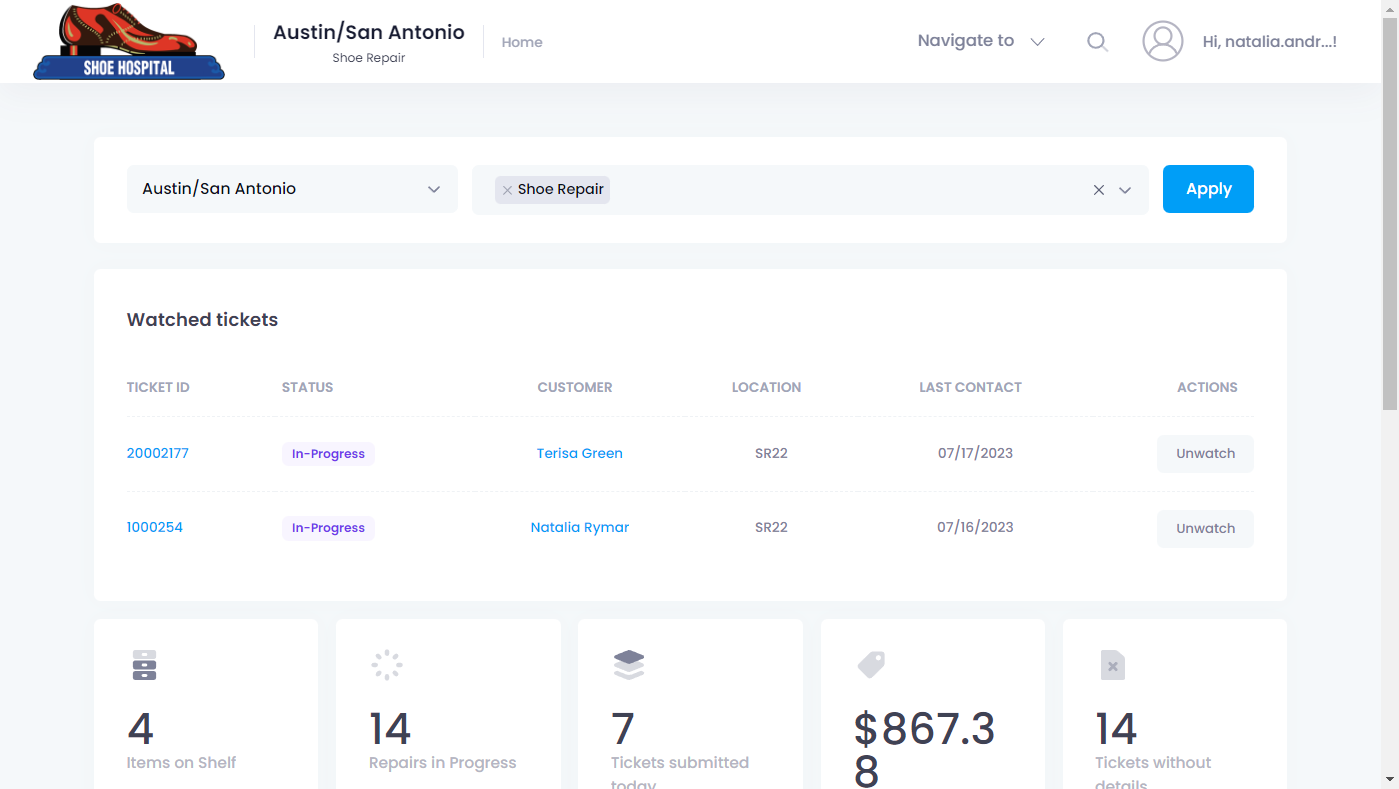 SHOE HOSPITAL
Austin/San Antonio
Shoe Repair
Home
Navigate to
Hi, natalia.andr...!
Austin/San Antonio
Shoe Repair
Apply
Watched tickets
TICKET ID STATUS CUSTOMER LOCATION LAST CONTACT ACTIONS
20002177 In-Progress Terisa Green SR22 07/17/2023 Unwatch
1000254 In-Progress Natalia Rymar SR22 07/16/2023 Unwatch
4
Items on Shelf
14
Repairs in Progress
7
Tickets submitted
today
$867.3
8
14
Tickets without
details